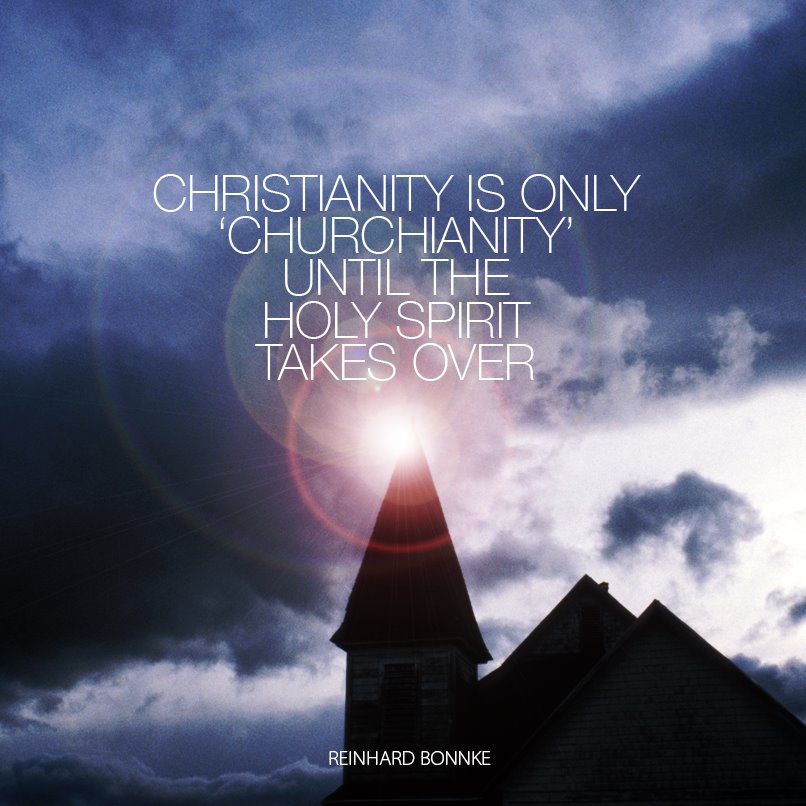 CHRISTIANITY IS ONLY
‘CHURCHIANITY’
UNTIL THE
HOLY SPIRIT
TAKES OVER
REINHARD BONNKE